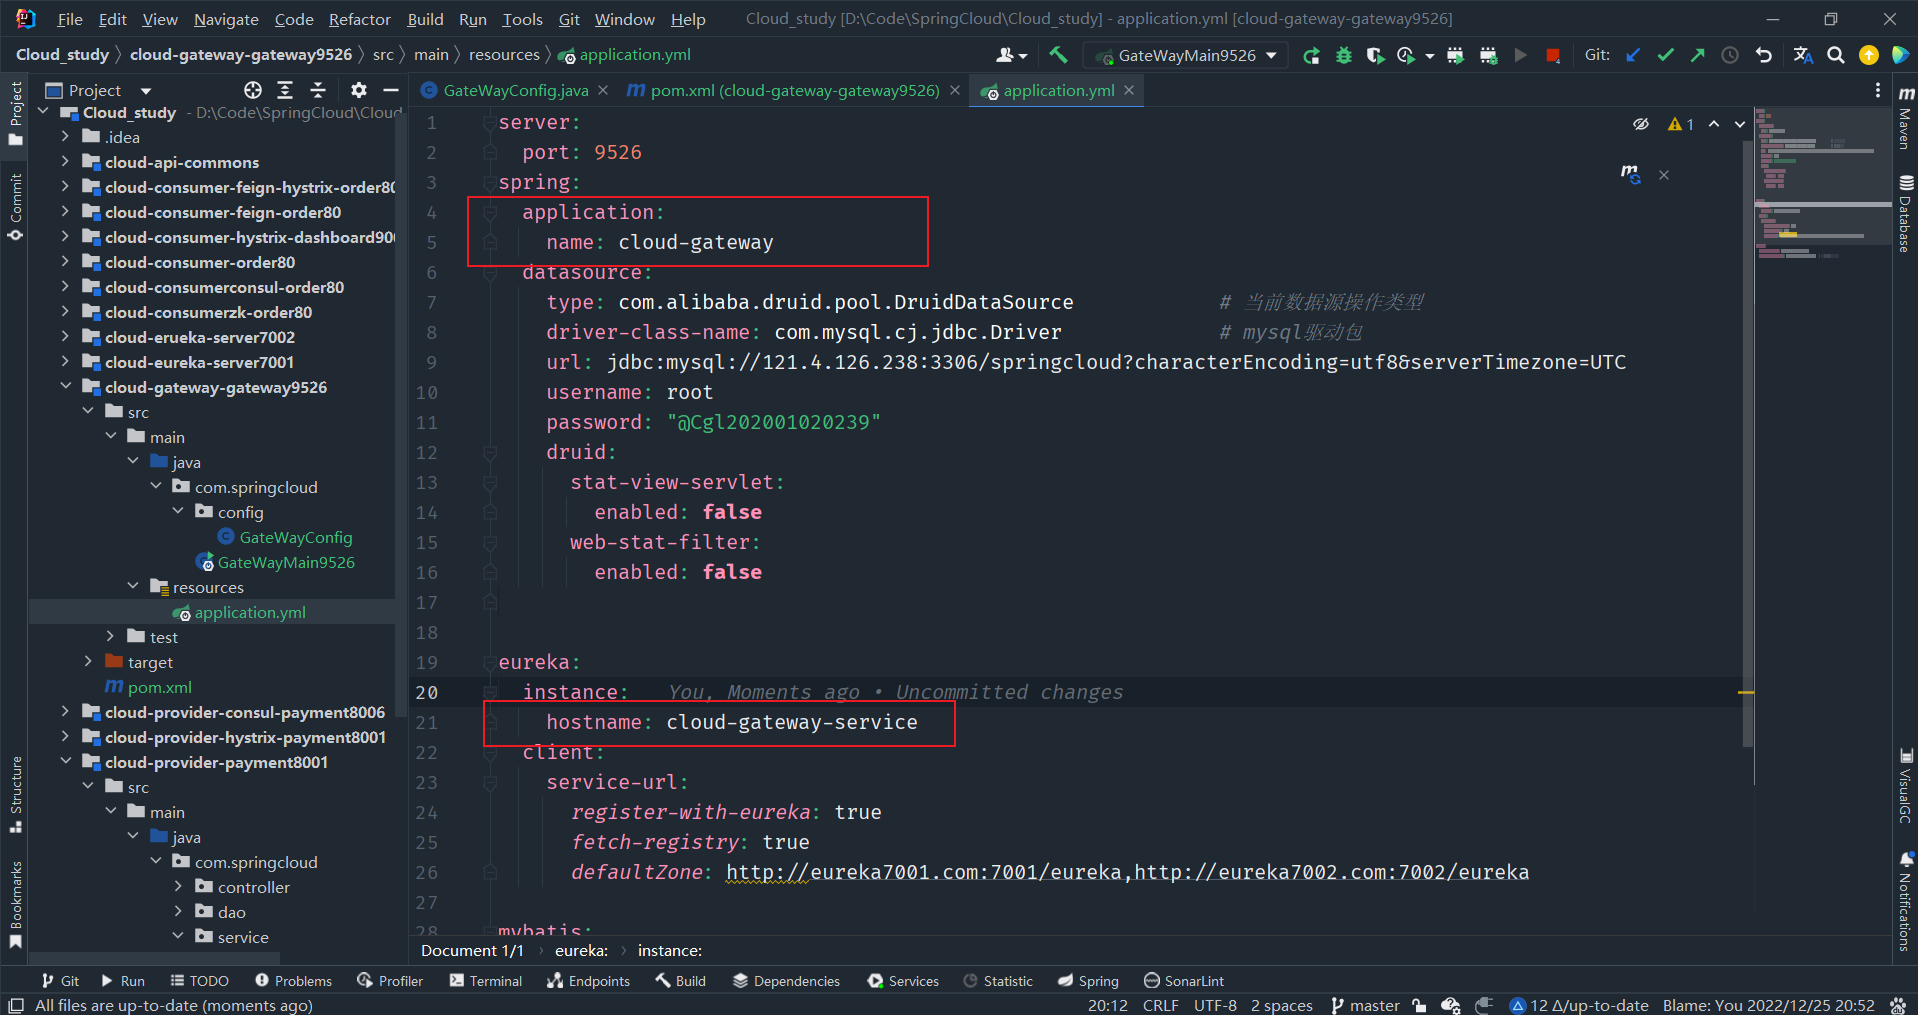 File Edit View Navigate Code Refactor Build Run Tools Git Window Help Cloud_study [D:\Code\SpringCloud\Cloud_study] - application.yml [cloud-gateway-gateway9526]
Cloud_study cloud-gateway-gateway9526 src main resources application.yml GateWayMain9526 Git:
Project
GateWayConfig.java pom.xml (cloud-gateway-gateway9526) application.yml
Cloud_study - D:\Code\SpringCloud\Cloud
.idea
cloud-api-commons
cloud-consumer-feign-hystrix-order80
cloud-consumer-feign-order80
cloud-consumer-hystrix-dashboard900
cloud-consumer-order80
cloud-consumerconsul-order80
cloud-consumerzk-order80
cloud-erueka-server7002
cloud-eureka-server7001
cloud-gateway-gateway9526
src
main
java
com.springcloud
config
GateWayConfig
GateWayMain9526
resources
application.yml
test
target
pom.xml
cloud-provider-consul-payment8006
cloud-provider-hystrix-payment8001
cloud-provider-payment8001
src
main
java
com.springcloud
controller
dao
service
1 server:
2 port: 9526
3 spring:
4 application:
5 name: cloud-gateway
6 datasource:
7 type: com.alibaba.druid.pool.DruidDataSource # 当前数据源操作类型
8 driver-class-name: com.mysql.cj.jdbc.Driver # mysql驱动包
9 url: jdbc:mysql://121.4.126.238:3306/springcloud?characterEncoding=utf8&serverTimezone=UTC
10 username: root
11 password: "@Cgl202001020239"
12 druid:
13 stat-view-servlet:
14 enabled: false
15 web-stat-filter:
16 enabled: false
17
18
19 eureka:
20 instance: You, Moments ago • Uncommitted changes
21 hostname: cloud-gateway-service
22 client:
23 service-url:
24 register-with-eureka: true
25 fetch-registry: true
26 defaultZone: http://eureka7001.com:7001/eureka,http://eureka7002.com:7002/eureka
27
28 mybatis:
1
Project
Commit
Structure
Bookmarks
Maven
Database
VisualGC
Notifications
Document 1/1 eureka: instance:
Git Run TODO Problems Profiler Terminal Endpoints Build Dependencies Services Statistic Spring SonarLint
All files are up-to-date (moments ago) 20:12 CRLF UTF-8 2 spaces master 12 Δ/up-to-date Blame: You 2022/12/25 20:52